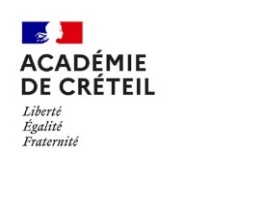 ACADÉMIE
DE CRÉTEIL
Liberté
Égalité
Fraternité